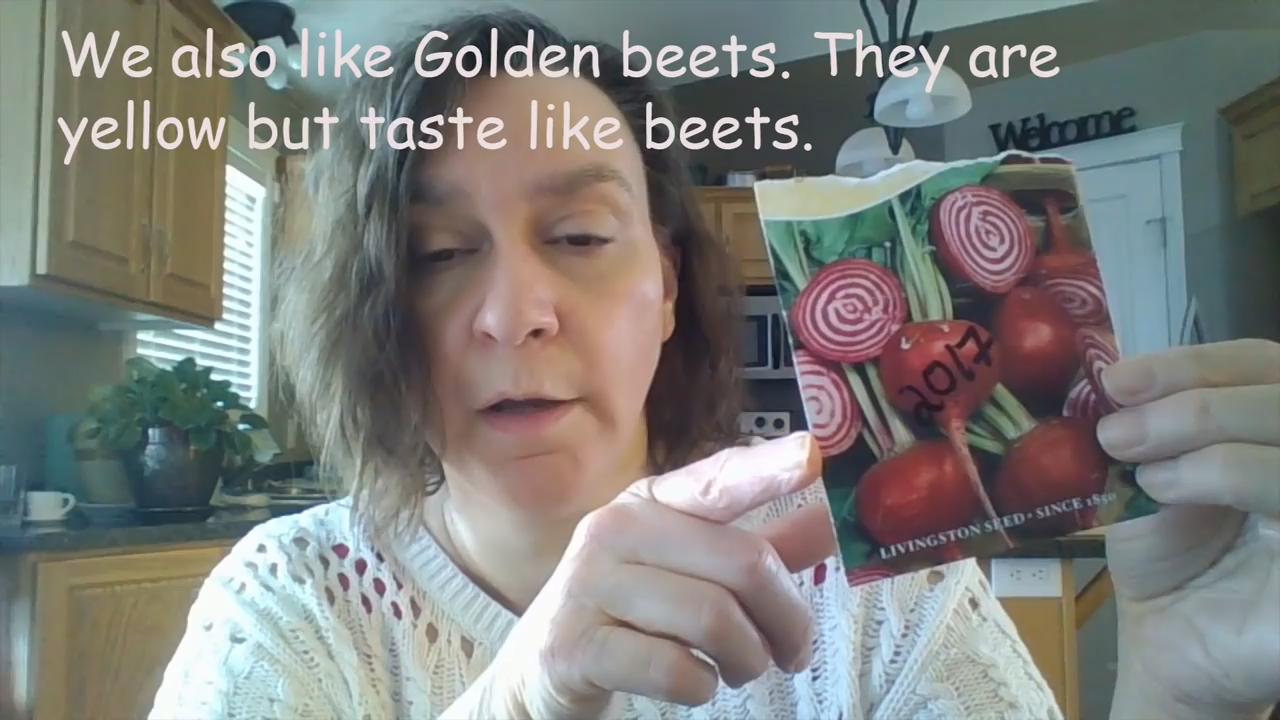 We also like Golden beets. They are
yellow but taste like beets.
Welcome
2017
LIVINGSTON SEED • SINCE 1850